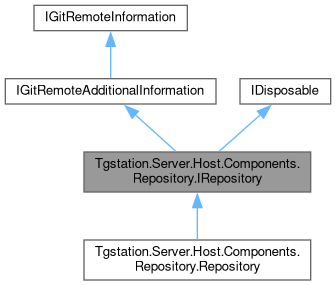 IGitRemoteInformation
IGitRemoteAdditionalInformation
IDisposable
Tgstation.Server.Host.Components.
Repository.IRepository
Tgstation.Server.Host.Components.
Repository.Repository